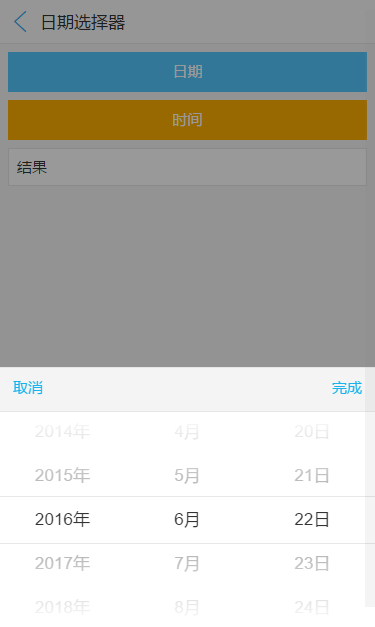 日期选择器
日期
时间
结果
取消 完成
2014年 4月 20日
2015年 5月 21日
2016年 6月 22日
2017年 7月 23日
2018年 8月 24日